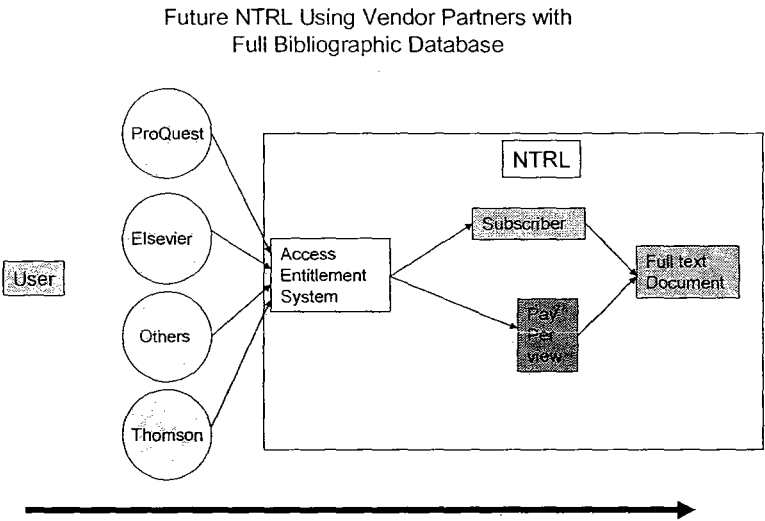 Future NTRL Using Vendor Partners with
Full Bibliographic Database
ProQuest
NTRL
Elsevier
Subscriber
User
Access
Entitlement
System
Full text
Document
Others
Pay
Per
view
Thomson